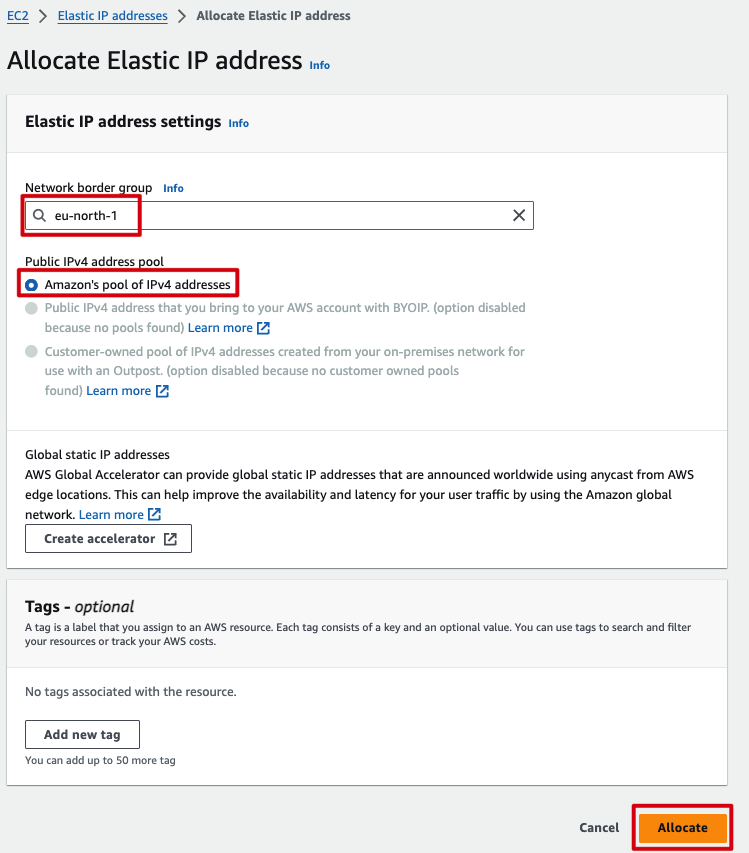 EC2 > Elastic IP addresses > Allocate Elastic IP address
Allocate Elastic IP address Info
Elastic IP address settings Info
Network border group Info
eu-north-1
Public IPv4 address pool
Amazon's pool of IPv4 addresses
Public IPv4 address that you bring to your AWS account with BYOIP. (option disabled
because no pools found) Learn more
Customer-owned pool of IPv4 addresses created from your on-premises network for
use with an Outpost. (option disabled because no customer owned pools
found) Learn more
Global static IP addresses
AWS Global Accelerator can provide global static IP addresses that are announced worldwide using anycast from AWS
edge locations. This can help improve the availability and latency for your user traffic by using the Amazon global
network. Learn more
Create accelerator
Tags - optional
A tag is a label that you assign to an AWS resource. Each tag consists of a key and an optional value. You can use tags to search and filter
your resources or track your AWS costs.
No tags associated with the resource.
Add new tag
You can add up to 50 more tag
Cancel Allocate